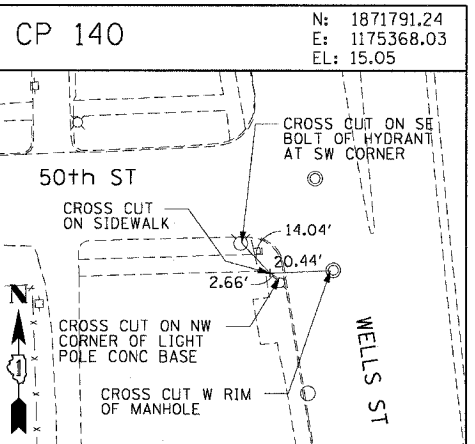 CP 140
N: 1871791.24
E: 1175368.03
EL: 15.05
CROSS CUT ON SE
BOLT OF HYDRANT
AT SW CORNER
50th ST
CROSS CUT
ON SIDEWALK
14.04'
20.44'
2.66'
N
CROSS CUT ON NW
CORNER OF LIGHT
POLE CONC BASE
WELLS ST
CROSS CUT W RIM
OF MANHOLE